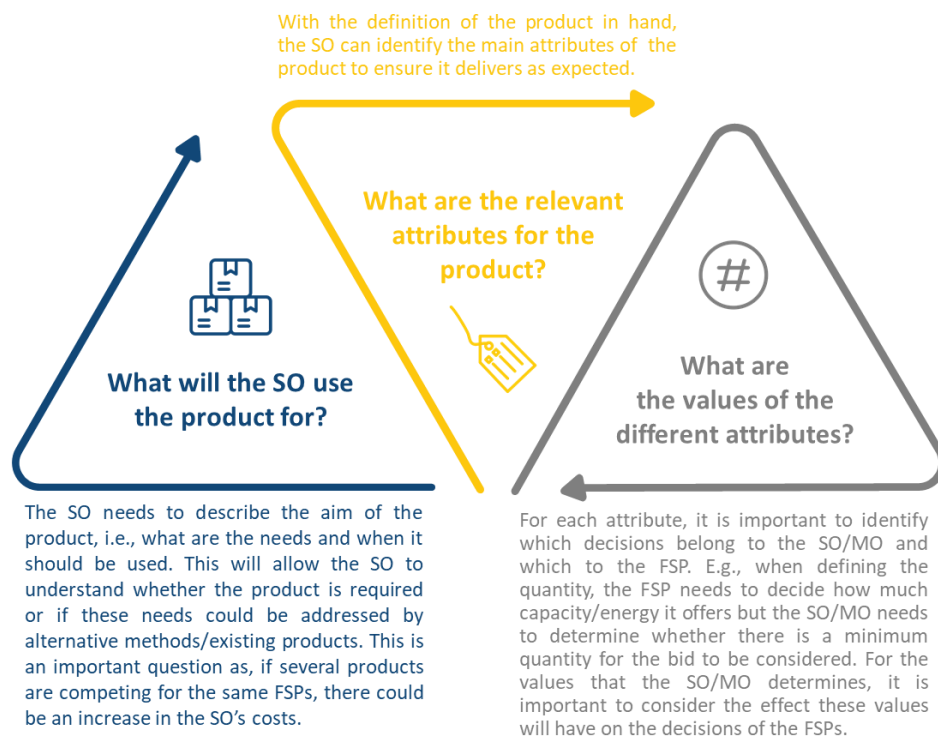 With the definition of the product in hand,
the SO can identify the main attributes of the
product to ensure it delivers as expected.
What are the relevant
attributes for the
product?
#
What will the SO use
the product for?
What are
the values of the
different attributes?
The SO needs to describe the aim of the
product, i.e., what are the needs and when it
should be used. This will allow the SO to
understand whether the product is required
or if these needs could be addressed by
alternative methods/existing products. This is
an important question as, if several products
are competing for the same FSPs, there could
be an increase in the SO's costs.
For each attribute, it is important to identify
which decisions belong to the SO/MO and
which to the FSP. E.g., when defining the
quantity, the FSP needs to decide how much
capacity/energy it offers but the SO/MO needs
to determine whether there is a minimum
quantity for the bid to be considered. For the
values that the SO/MO determines, it is
important to consider the effect these values
will have on the decisions of the FSPs.